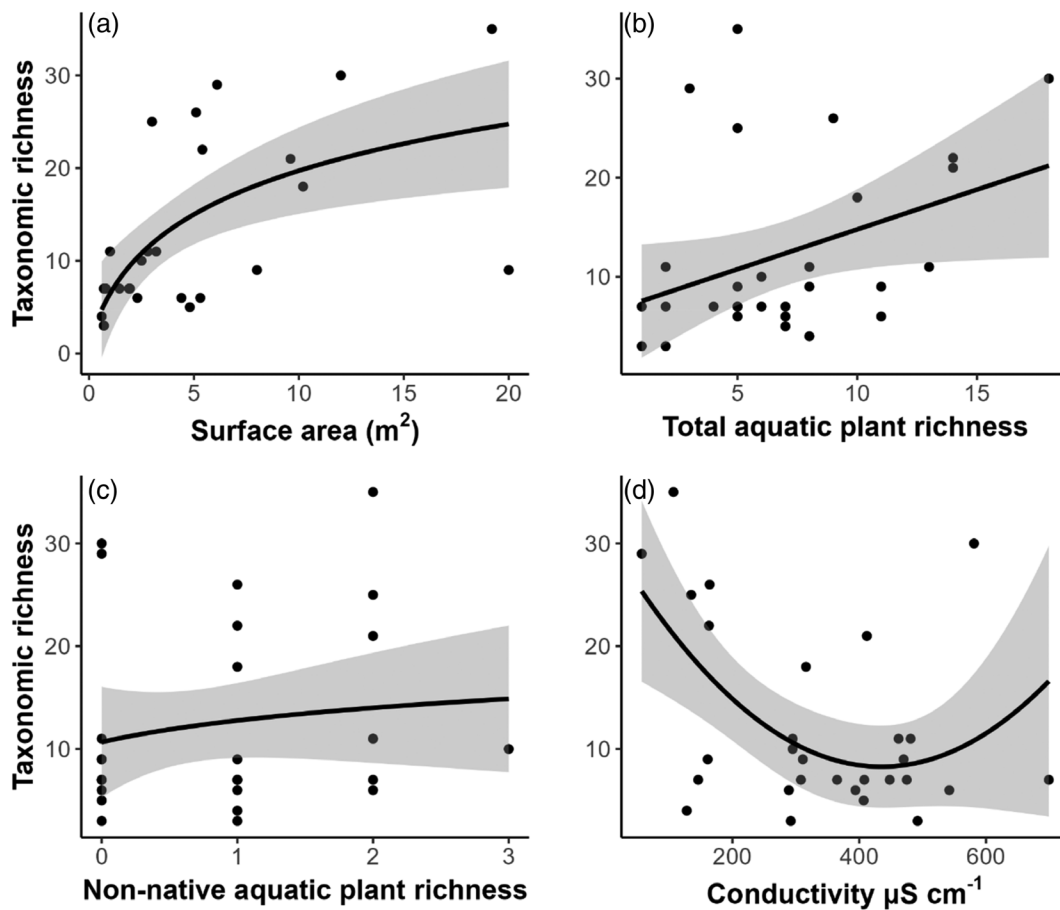 (a)
Taxonomic richness
30
20
10
0
0 5 10 15 20
Surface area (m²)
(b)
30
20
10
5 10 15
Total aquatic plant richness
(c)
Taxonomic richness
30
20
10
0 1 2 3
Non-native aquatic plant richness
(d)
30
20
10
200 400 600
Conductivity µS cm⁻¹